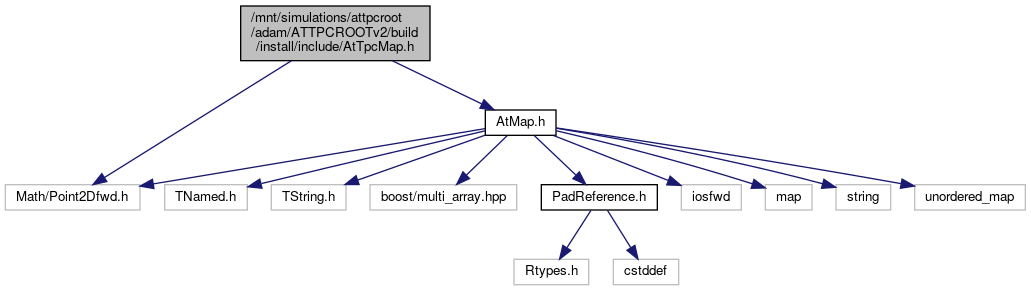 /mnt/simulations/attpcroot
/adam/ATTPCROOTv2/build
/install/include/AtTpcMap.h
AtMap.h
Math/Point2Dfwd.h
TNamed.h
TString.h
boost/multi_array.hpp
PadReference.h
iosfwd
map
string
unordered_map
Rtypes.h
cstddef